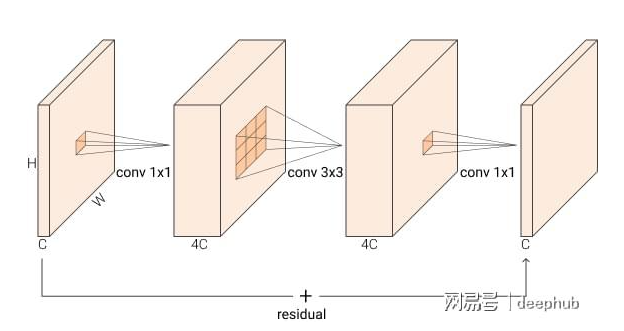 H
W
conv 1x1
conv 3x3
conv 1x1
C
4C
4C
C
+
residual
网易号 | deephub